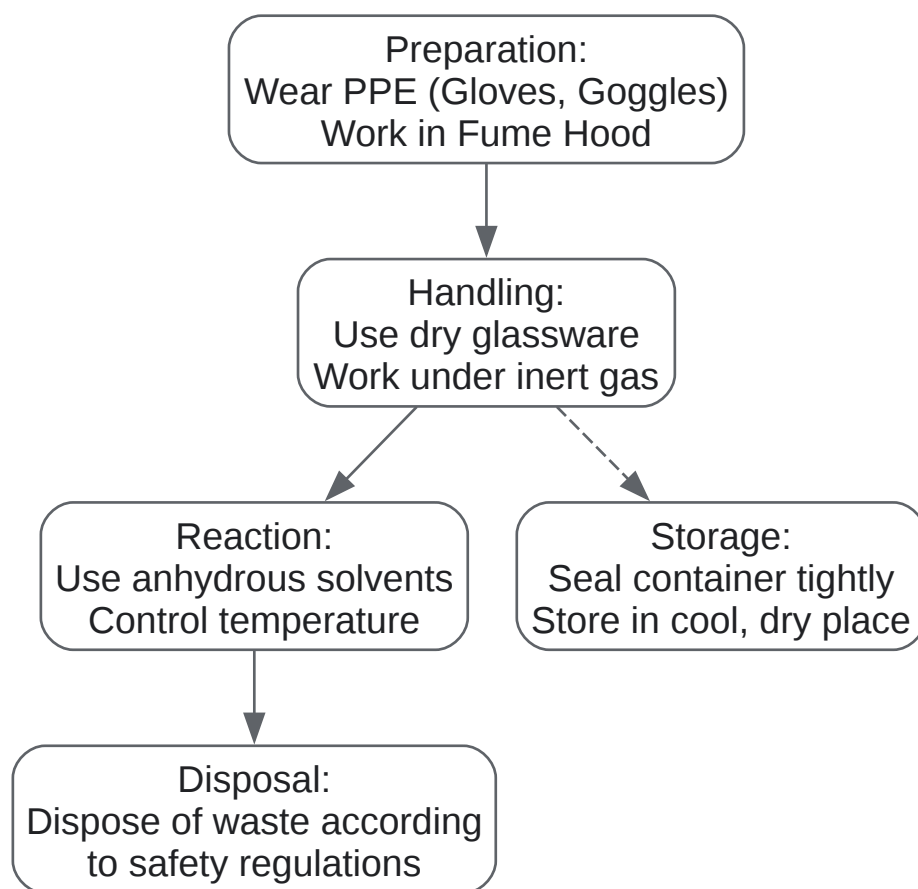 Preparation:
Wear PPE (Gloves, Goggles)
Work in Fume Hood
Handling:
Use dry glassware
Work under inert gas
Reaction:
Use anhydrous solvents
Control temperature
Storage:
Seal container tightly
Store in cool, dry place
Disposal:
Dispose of waste according
to safety regulations